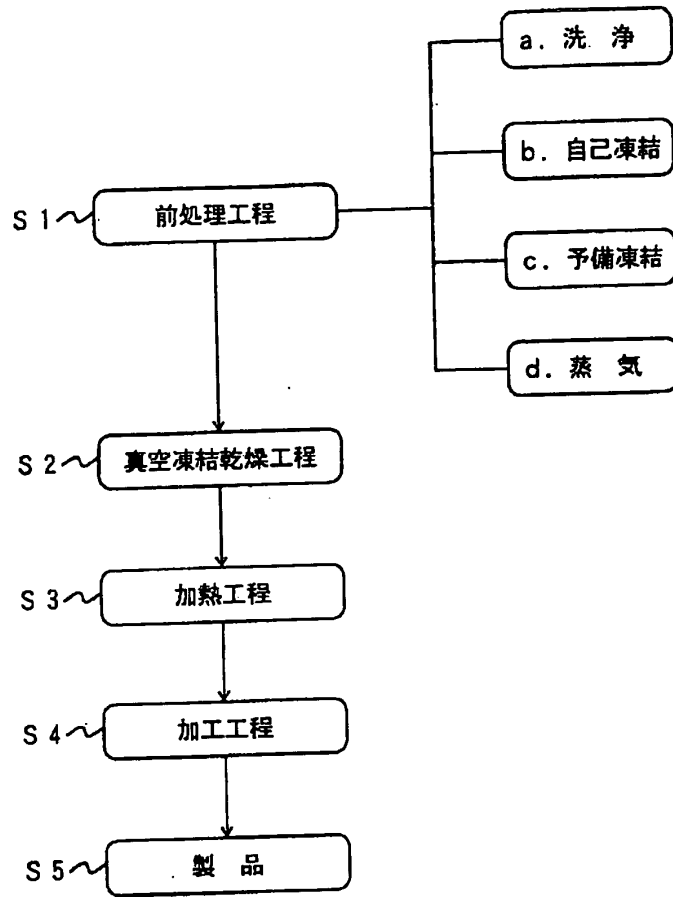 a. 洗 浄
b. 自己凍結
S 1 前処理工程
c. 予備凍結
d. 蒸 気
S 2 真空凍結乾燥工程
S 3 加熱工程
S 4 加工工程
S 5 製 品